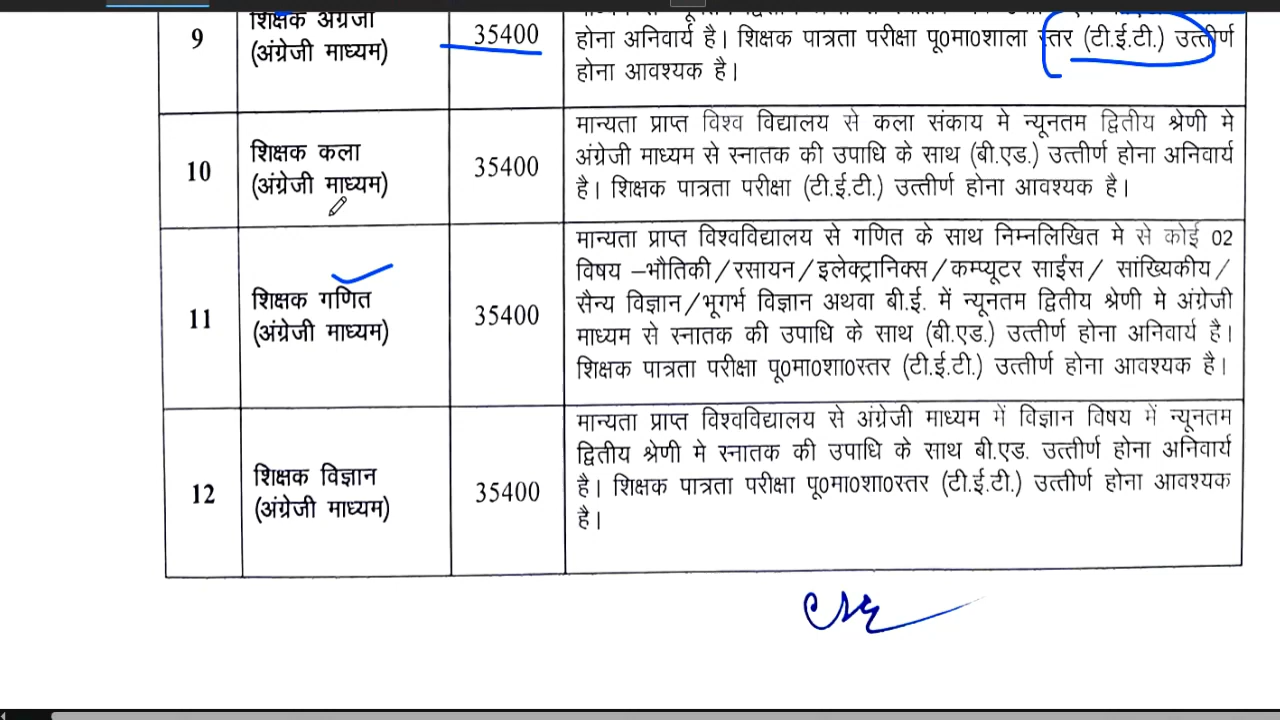 9
शिक्षक अंग्रेजी
(अंग्रेजी माध्यम)
35400
होना अनिवार्य है। शिक्षक पात्रता परीक्षा पू0मा0शाला स्तर (टी.ई.टी.) उत्तीर्ण
होना आवश्यक है।
10
शिक्षक कला
(अंग्रेजी माध्यम)
35400
मान्यता प्राप्त विश्व विद्यालय से कला संकाय मे न्यूनतम द्वितीय श्रेणी मे
अंग्रेजी माध्यम से स्नातक की उपाधि के साथ (बी.एड.) उत्तीर्ण होना अनिवार्य
है। शिक्षक पात्रता परीक्षा (टी.ई.टी.) उत्तीर्ण होना आवश्यक है।
11
शिक्षक गणित
(अंग्रेजी माध्यम)
35400
मान्यता प्राप्त विश्वविद्यालय से गणित के साथ निम्नलिखित मे से कोई 02
विषय –भौतिकी/रसायन/इलेक्ट्रानिक्स/कम्प्यूटर साईंस/ सांख्यिकीय/
सैन्य विज्ञान/भूगर्भ विज्ञान अथवा बी.ई. में न्यूनतम द्वितीय श्रेणी मे अंग्रेजी
माध्यम से स्नातक की उपाधि के साथ (बी.एड.) उत्तीर्ण होना अनिवार्य है।
शिक्षक पात्रता परीक्षा पू0मा0शा0स्तर (टी.ई.टी.) उत्तीर्ण होना आवश्यक है।
12
शिक्षक विज्ञान
(अंग्रेजी माध्यम)
35400
मान्यता प्राप्त विश्वविद्यालय से अंग्रेजी माध्यम में विज्ञान विषय में न्यूनतम
द्वितीय श्रेणी मे स्नातक की उपाधि के साथ बी.एड. उत्तीर्ण होना अनिवार्य
है। शिक्षक पात्रता परीक्षा पू0मा0शा0स्तर (टी.ई.टी.) उत्तीर्ण होना आवश्यक
है।